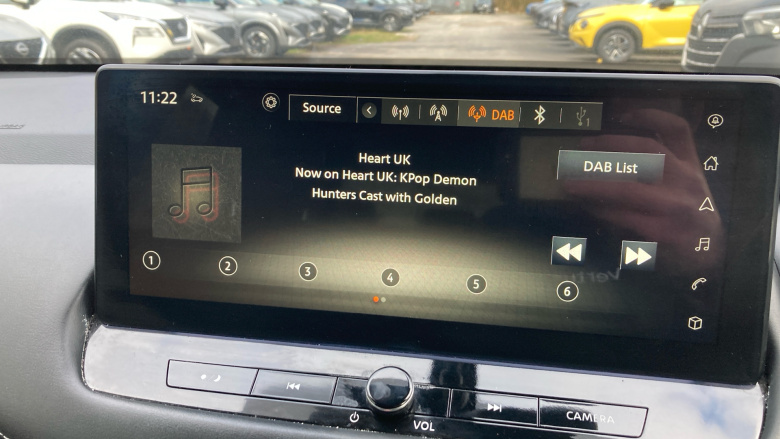 11:22
Source
DAB
1
Heart UK
Now on Heart UK: KPop Demon
Hunters Cast with Golden
DAB List
1
2
3
4
5
6
VOL
CAMERA